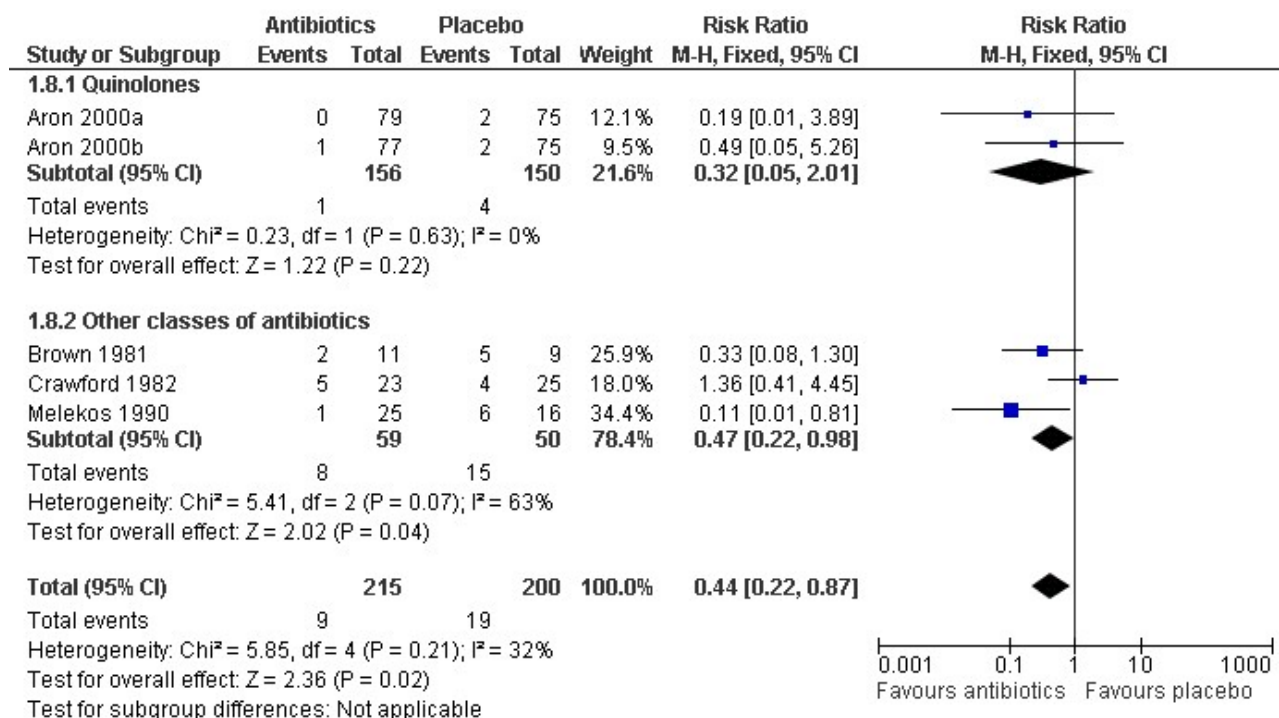 Antibiotics Placebo Risk Ratio Risk Ratio
Study or Subgroup Events Total Events Total Weight M-H, Fixed, 95% CI M-H, Fixed, 95% CI
1.8.1 Quinolones
Aron 2000a 0 79 2 75 12.1% 0.19 [0.01, 3.89]
Aron 2000b 1 77 2 75 9.5% 0.49 [0.05, 5.26]
Subtotal (95% CI) 156 150 21.6% 0.32 [0.05, 2.01]
Total events 1 4
Heterogeneity: Chi² = 0.23, df = 1 (P = 0.63); I² = 0%
Test for overall effect: Z = 1.22 (P = 0.22)
1.8.2 Other classes of antibiotics
Brown 1981 2 11 5 9 25.9% 0.33 [0.08, 1.30]
Crawford 1982 5 23 4 25 18.0% 1.36 [0.41, 4.45]
Melekos 1990 1 25 6 16 34.4% 0.11 [0.01, 0.81]
Subtotal (95% CI) 59 50 78.4% 0.47 [0.22, 0.98]
Total events 8 15
Heterogeneity: Chi² = 5.41, df = 2 (P = 0.07); I² = 63%
Test for overall effect: Z = 2.02 (P = 0.04)
Total (95% CI) 215 200 100.0% 0.44 [0.22, 0.87]
Total events 9 19
Heterogeneity: Chi² = 5.85, df = 4 (P = 0.21); I² = 32%
Test for overall effect: Z = 2.36 (P = 0.02)
Test for subgroup differences: Not applicable
0.001 0.1 1 10 1000
Favours antibiotics Favours placebo